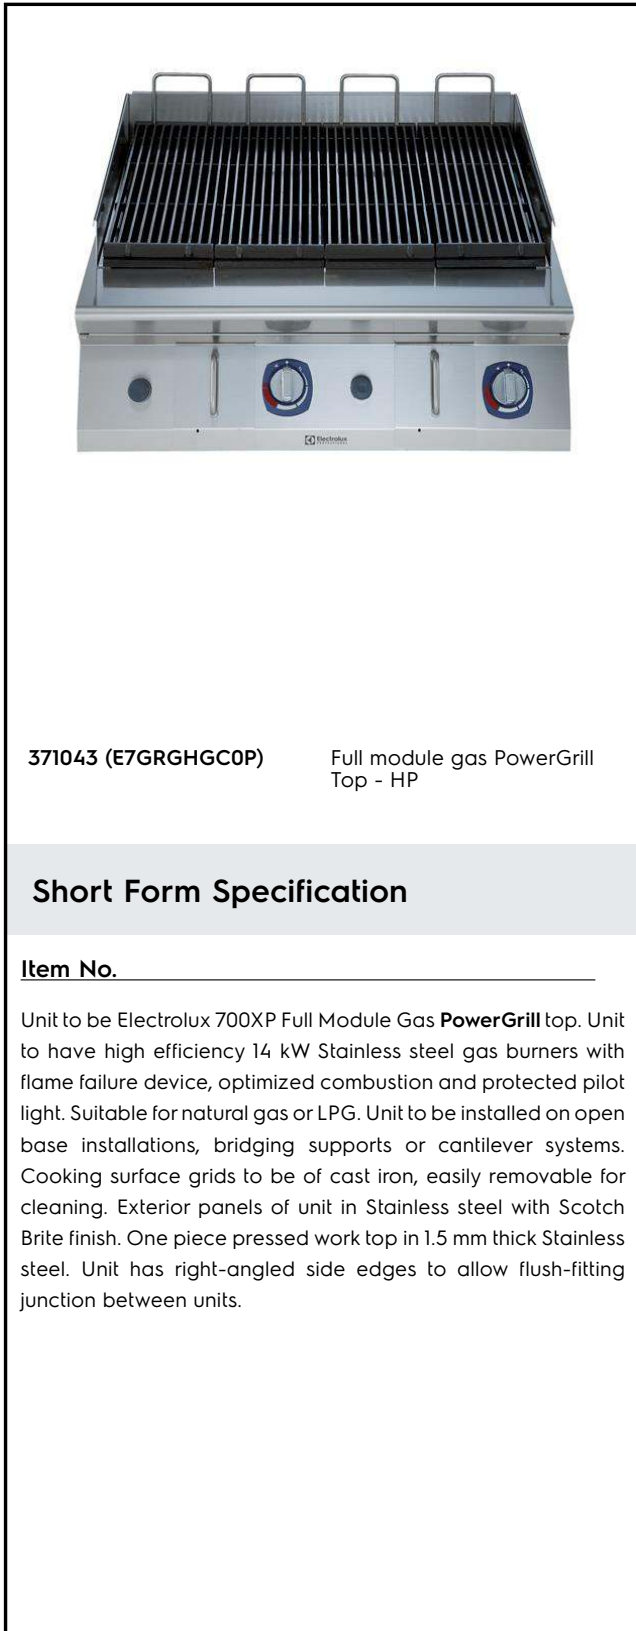 Electrolux
PROFESSIONAL
371043 (E7GRGHGC0P)
Full module gas PowerGrill
Top - HP
Short Form Specification
Item No.
Unit to be Electrolux 700XP Full Module Gas PowerGrill top. Unit
to have high efficiency 14 kW Stainless steel gas burners with
flame failure device, optimized combustion and protected pilot
light. Suitable for natural gas or LPG. Unit to be installed on open
base installations, bridging supports or cantilever systems.
Cooking surface grids to be of cast iron, easily removable for
cleaning. Exterior panels of unit in Stainless steel with Scotch
Brite finish. One piece pressed work top in 1.5 mm thick Stainless
steel. Unit has right-angled side edges to allow flush-fitting
junction between units.